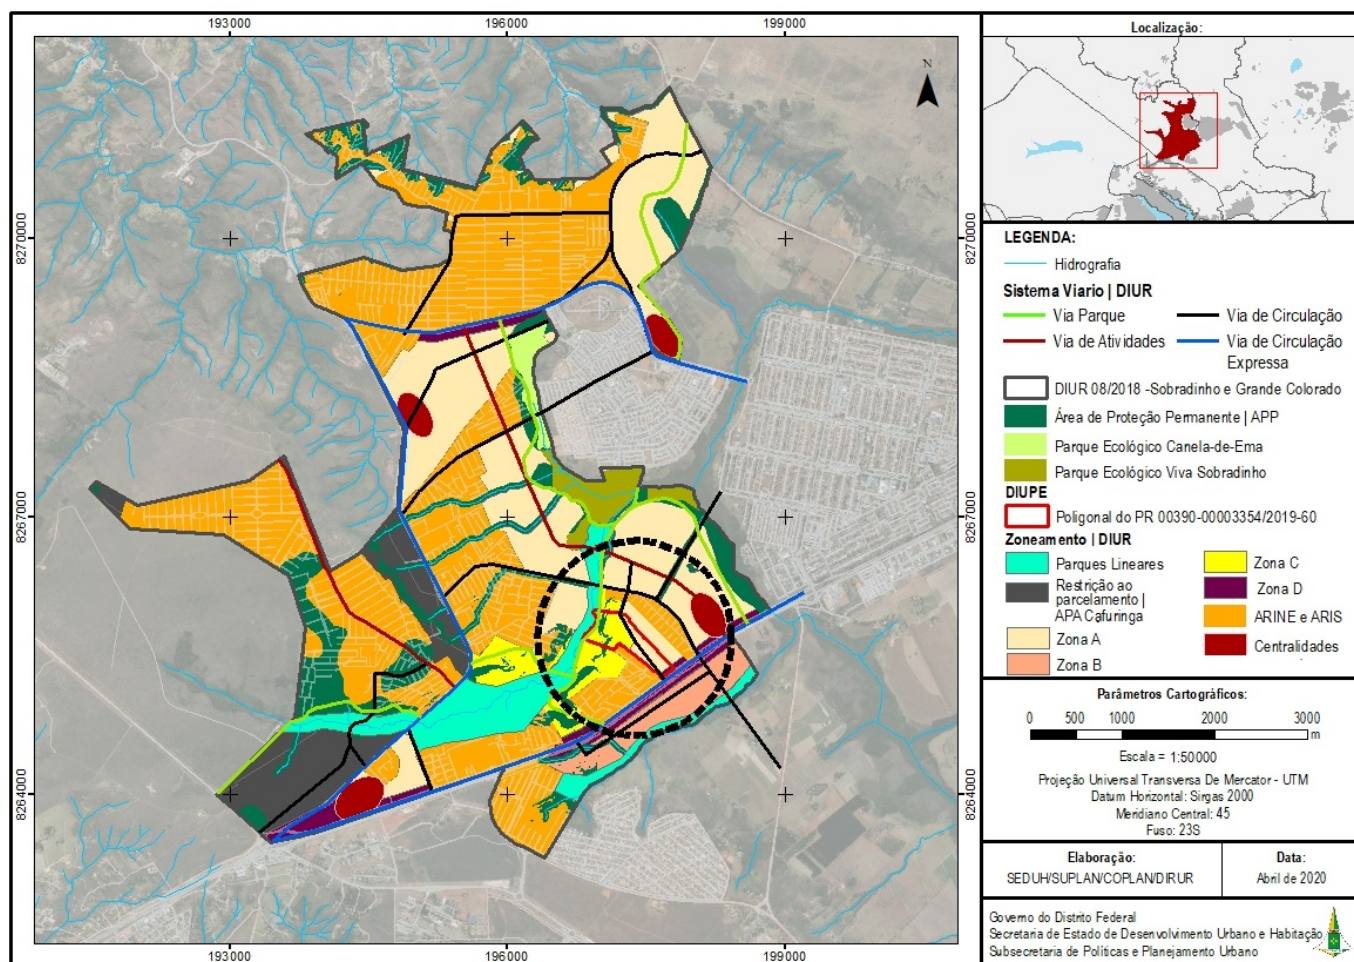 193000
196000
199000
8270000
8267000
8264000
8270000
8267000
8264000
193000
196000
199000
N
Localização:
LEGENDA:
Hidrografia
Sistema Viario | DIUR
Via Parque
Via de Circulação
Via de Atividades
Via de Circulação
Expressa
DIUR 08/2018 -Sobradinho e Grande Colorado
Área de Proteção Permanente | APP
Parque Ecológico Canela-de-Ema
Parque Ecológico Viva Sobradinho
DIUPE
Poligonal do PR 00390-00003354/2019-60
Zoneamento | DIUR
Parques Lineares
Zona C
Restrição ao
parcelamento |
APA Cafuringa
Zona D
ARINE e ARIS
Zona A
Centralidades
Zona B
Parâmetros Cartográficos:
0 500 1000 2000 3000
m
Escala = 1:50000
Projeção Universal Transversa De Mercator - UTM
Datum Horizontal: Sirgas 2000
Meridiano Central: 45
Fuso: 23S
Elaboração:
SEDUH/SUPLAN/COPLAN/DIRUR
Data:
Abril de 2020
Governo do Distrito Federal
Secretaria de Estado de Desenvolvimento Urbano e Habitação
Subsecretaria de Políticas e Planejamento Urbano